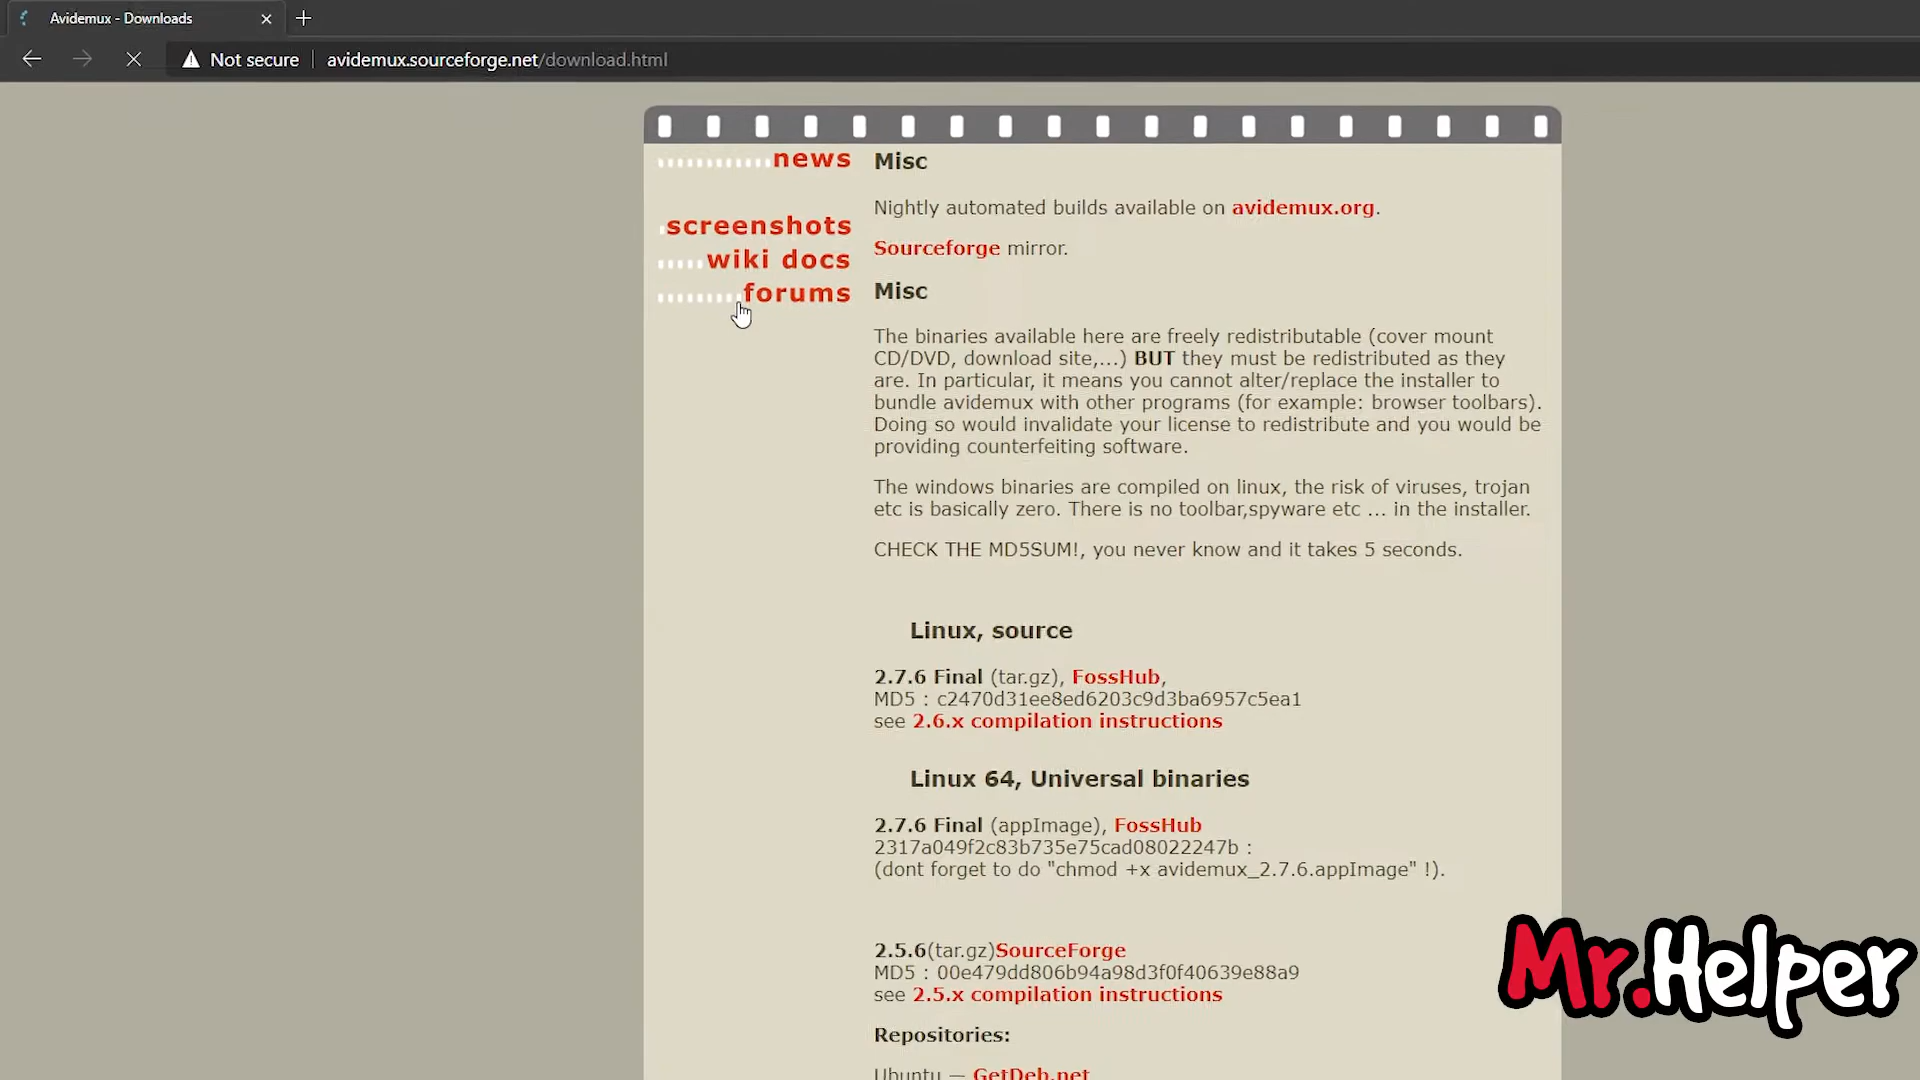 Avidemux - Downloads
Not secure avidemux.sourceforge.net/download.html
news
screenshots
wiki docs
forums
Misc
Nightly automated builds available on avidemux.org.
Sourceforge mirror.
Misc
The binaries available here are freely redistributable (cover mount
CD/DVD, download site,...) BUT they must be redistributed as they
are. In particular, it means you cannot alter/replace the installer to
bundle avidemux with other programs (for example: browser toolbars).
Doing so would invalidate your license to redistribute and you would be
providing counterfeiting software.
The windows binaries are compiled on linux, the risk of viruses, trojan
etc is basically zero. There is no toolbar,spyware etc ... in the installer.
CHECK THE MD5SUM!, you never know and it takes 5 seconds.
Linux, source
2.7.6 Final (tar.gz), FossHub,
MD5 : c2470d31ee8ed6203c9d3ba6957c5ea1
see 2.6.x compilation instructions
Linux 64, Universal binaries
2.7.6 Final (appImage), FossHub
2317a049f2c83b735e75cad08022247b :
(dont forget to do "chmod +x avidemux_2.7.6.appImage" !).
2.5.6(tar.gz)SourceForge
MD5 : 00e479dd806b94a98d3f0f40639e88a9
see 2.5.x compilation instructions
Repositories:
Ubuntu — GetDeb.net
Mr.Helper